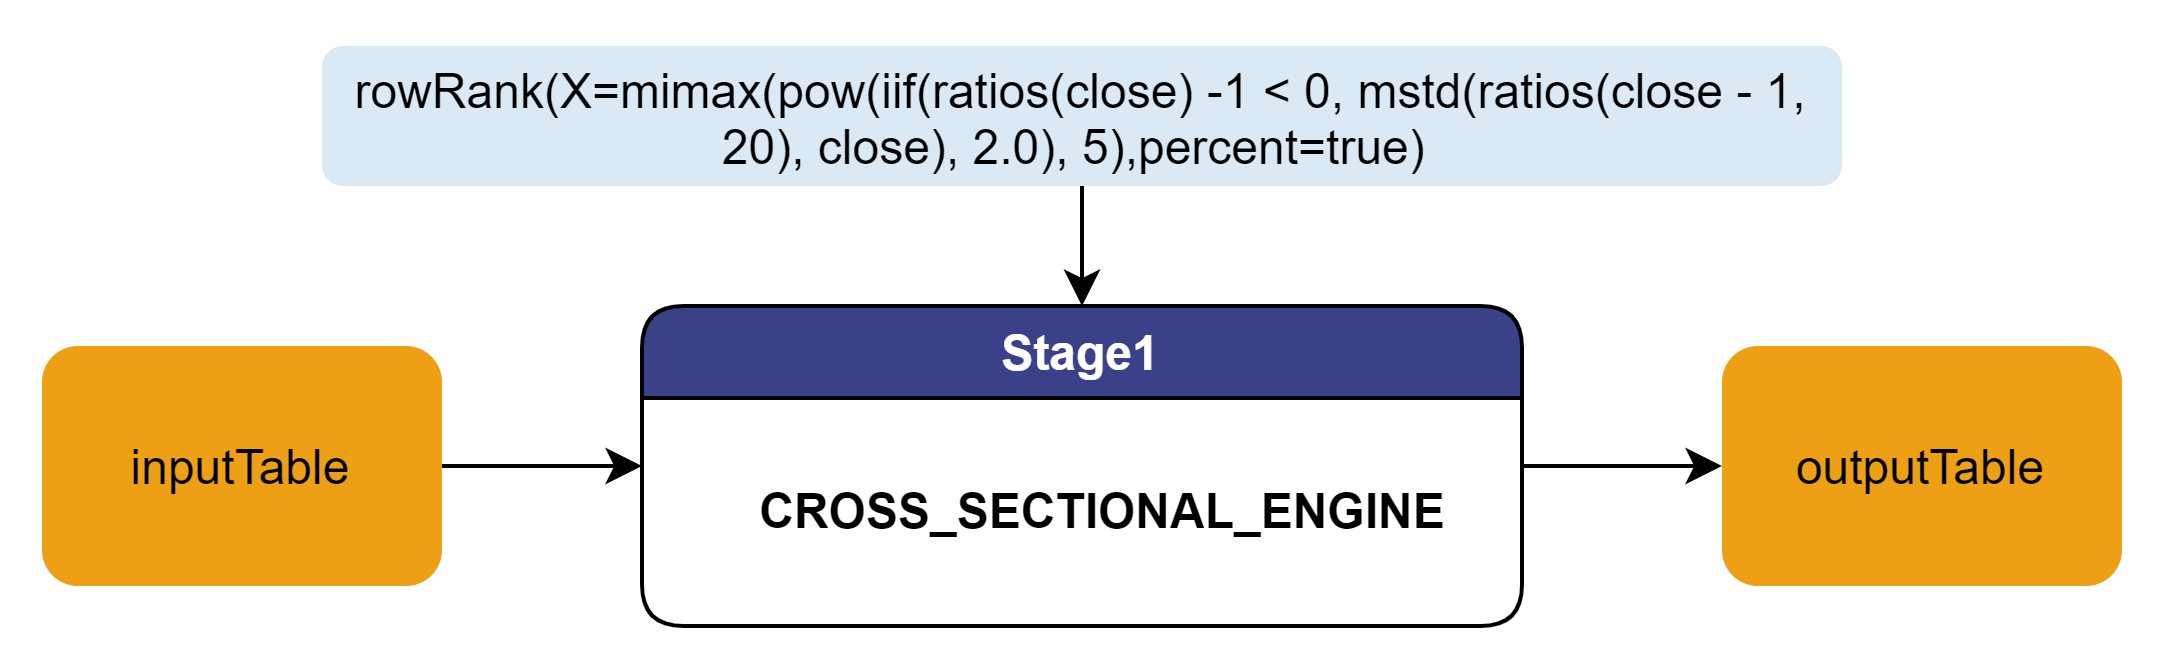 rowRank(X=mimax(pow(iif(ratios(close) -1 < 0, mstd(ratios(close - 1,
20), close), 2.0), 5),percent=true)
Stage1
inputTable
CROSS_SECTIONAL_ENGINE
outputTable